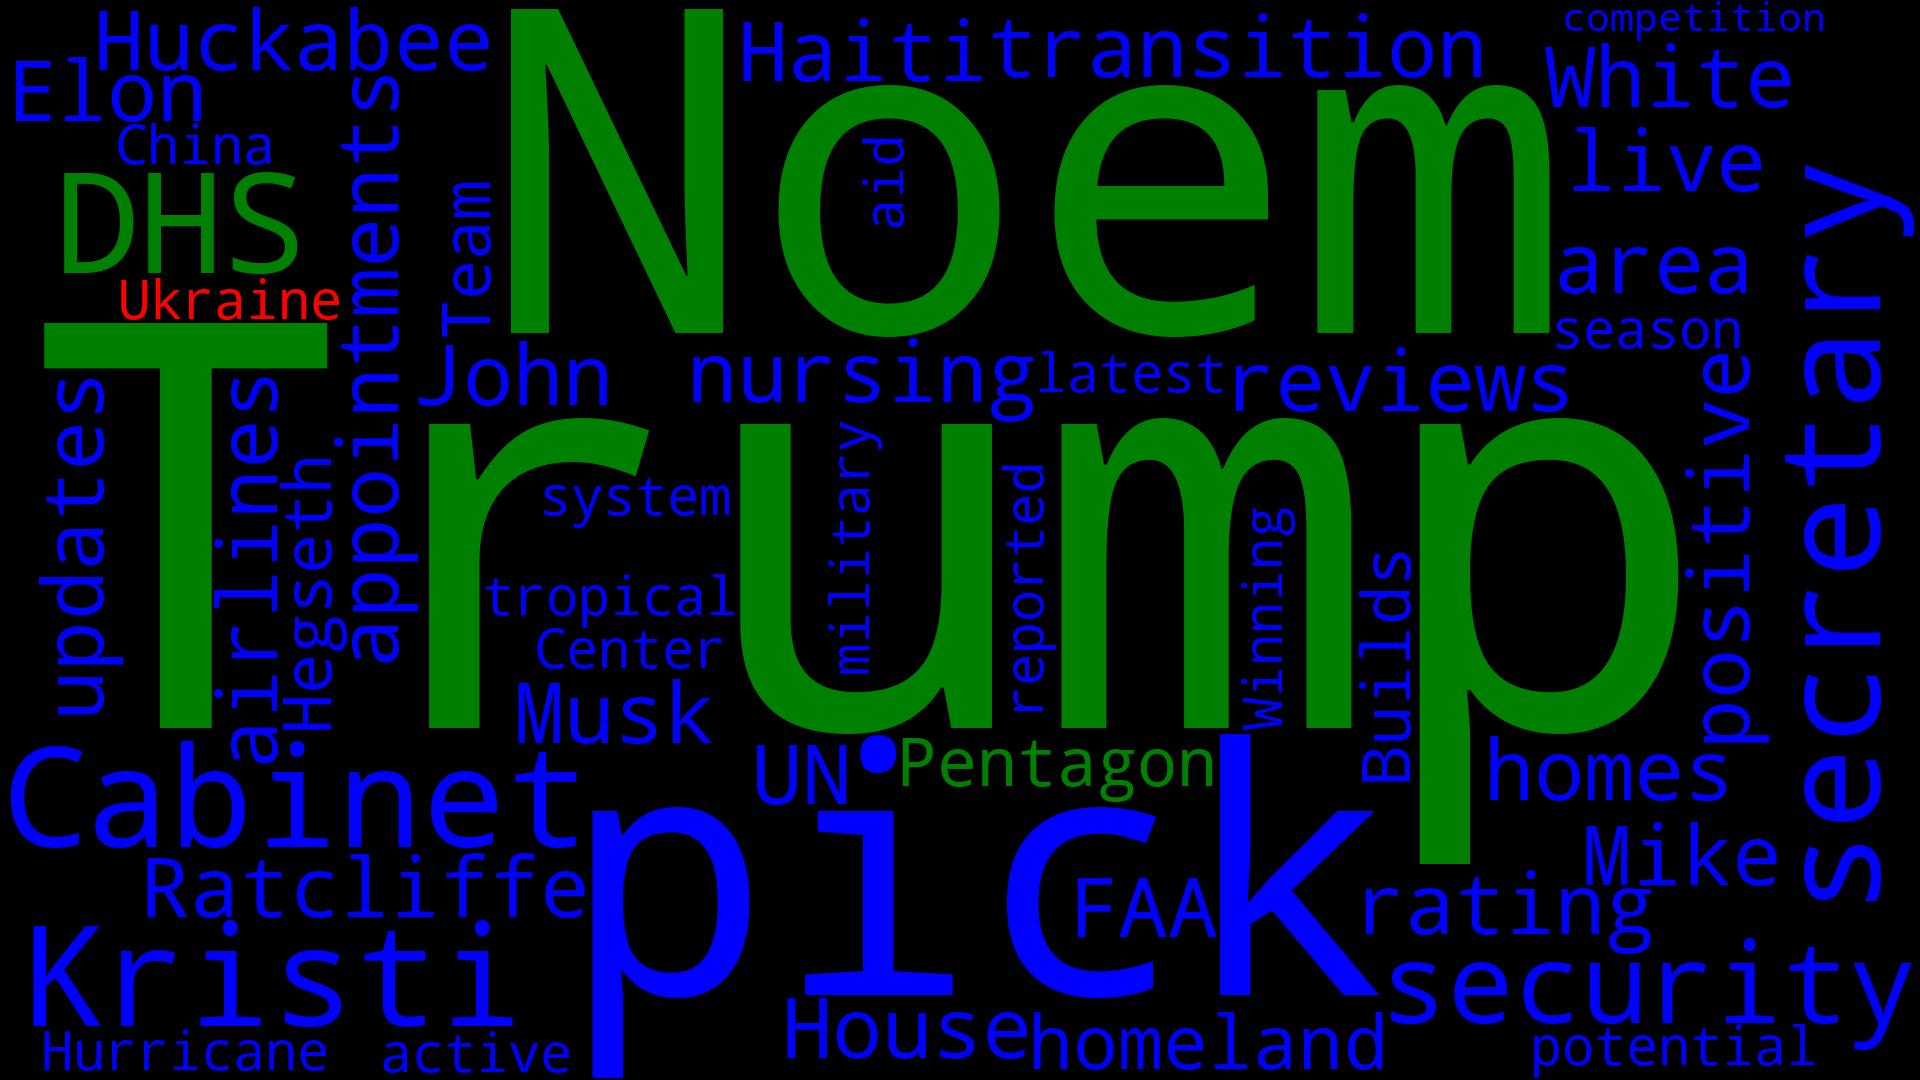 Huckabee
Haiti
transition
competition
Elon
White
China
Noem
aid
live
DHS
Team
appointments
area
Ukraine
season
secretary
John
nursing
latest
reviews
Trump
updates
airlines
Hegseth
system
military
reported
Winning
Builds
positive
tropical
Center
Musk
UN
Pentagon
homes
Cabinet
pick
Mike
Ratcliffe
FAA
rating
Kristi
security
House
homeland
Hurricane
active
potential